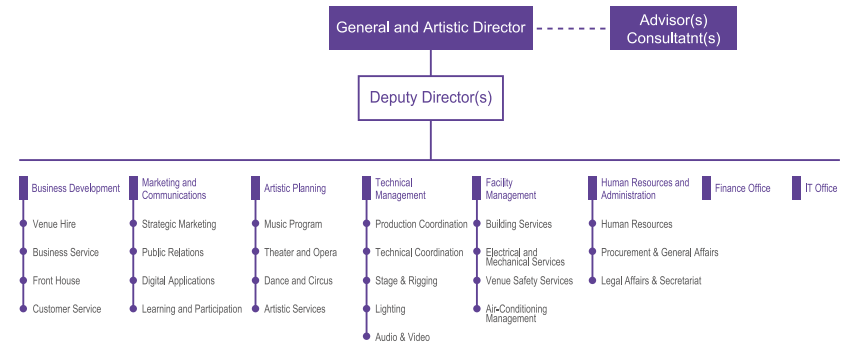 General and Artistic Director
Advisor(s)
Consultatnt(s)
Deputy Director(s)
Business Development
Venue Hire
Business Service
Front House
Customer Service
Marketing and
Communications
Strategic Marketing
Public Relations
Digital Applications
Learning and Participation
Artistic Planning
Music Program
Theater and Opera
Dance and Circus
Artistic Services
Technical
Management
Production Coordination
Technical Coordination
Stage & Rigging
Lighting
Audio & Video
Facility
Management
Building Services
Electrical and
Mechanical Services
Venue Safety Services
Air-Conditioning
Management
Human Resources and
Administration
Human Resources
Procurement & General Affairs
Legal Affairs & Secretariat
Finance Office
IT Office